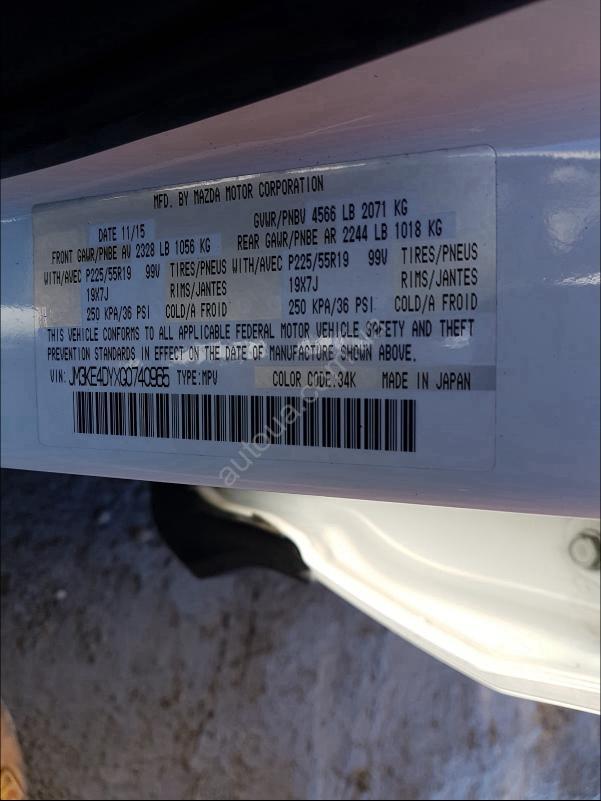 MFD. BY MAZDA MOTOR CORPORATION
DATE 11/15 GVWR/PNBV 4566 LB 2071 KG
FRONT GAWR/PNBE AV 2328 LB 1056 KG REAR GAWR/PNBE AR 2244 LB 1018 KG
WITH/AVEC P225/55R19 99V TIRES/PNEUS WITH/AVEC P225/55R19 99V TIRES/PNEUS
19X7J RIMS/JANTES 19X7J RIMS/JANTES
250 KPA/36 PSI COLD/A FROID 250 KPA/36 PSI COLD/A FROID
THIS VEHICLE CONFORMS TO ALL APPLICABLE FEDERAL MOTOR VEHICLE SAFETY AND THEFT
PREVENTION STANDARDS IN EFFECT ON THE DATE OF MANUFACTURE SHOWN ABOVE.
VIN: JM3KE4DYXG0740965 TYPE:MPV COLOR CODE:34K MADE IN JAPAN
autoua.com